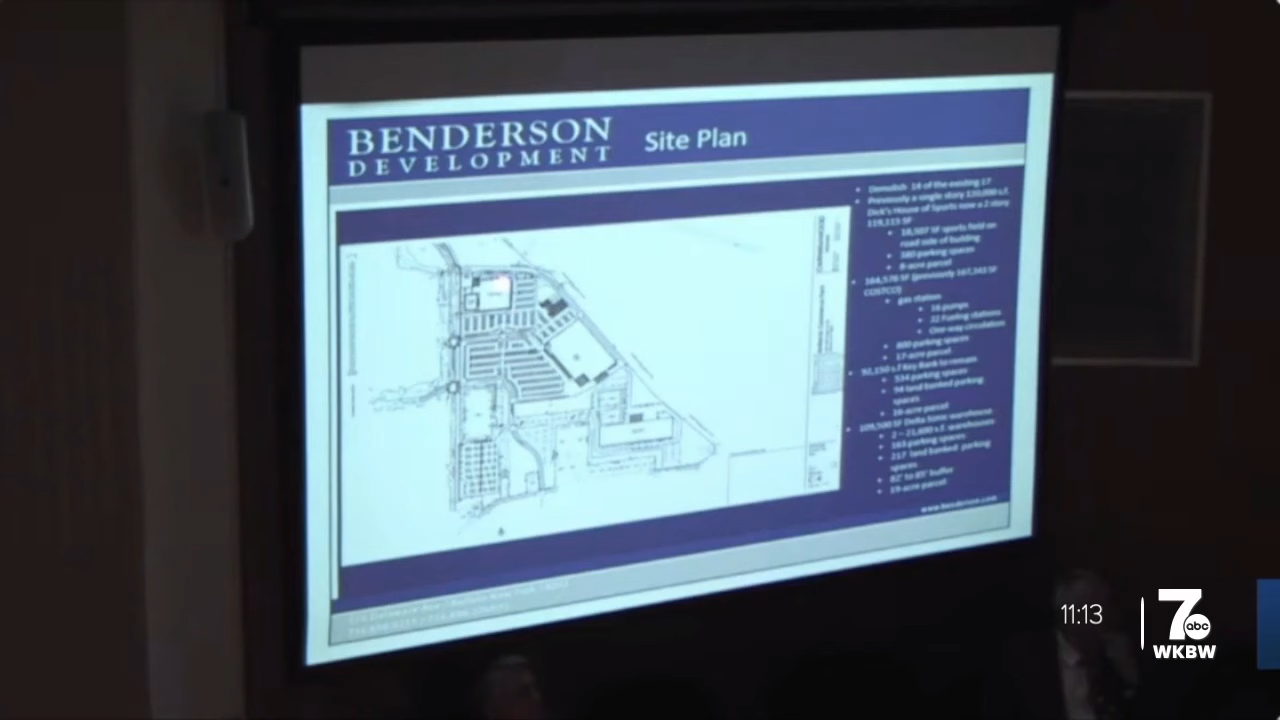 BENDERSON
DEVELOPMENT
Site Plan
Demolish 14 of the existing 17
Previously a single story 120,000 s.f.
Dick's House of Sports now a 2 story
119,315 SF
18,507 SF sports field on
road side of building
380 parking spaces
8-acre parcel
164,570 SF (previously 167,163 SF
COSTCO)
gas station
16 pumps
32 Fueling stations
One-way circulation
800 parking spaces
17-acre parcel
92,150 s.f Key Bank to remain
534 parking spaces
94 land banked parking
spaces
16-acre parcel
109,500 SF Delta Sonic warehouse
2 – 21,600 s.f. warehouses
163 parking spaces
217 land banked parking
spaces
82' to 85' buffer
19-acre parcel
www.benderson.com
11:13
7
abc
WKBW